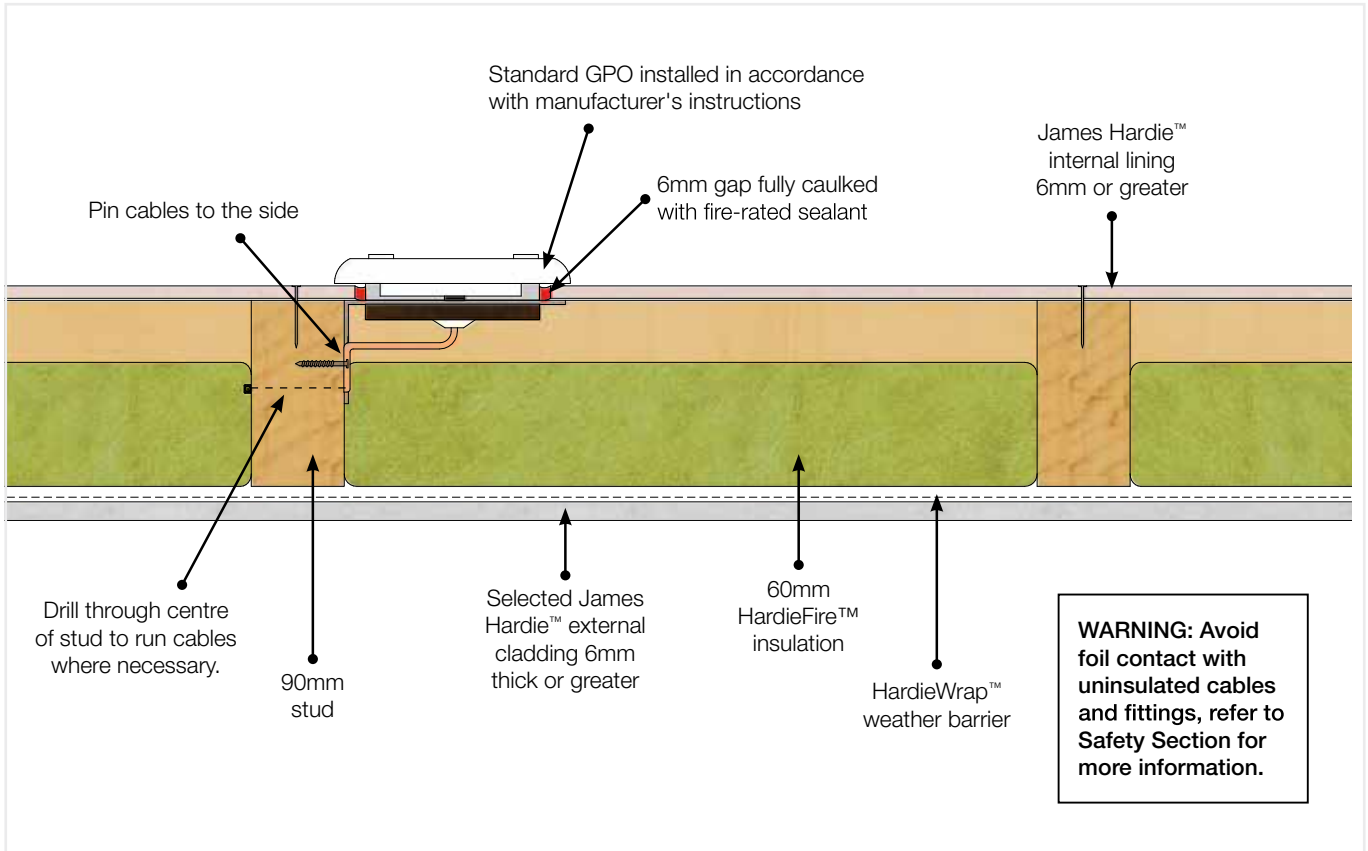 Standard GPO installed in accordance
with manufacturer's instructions
James Hardie™
internal lining
6mm or greater
6mm gap fully caulked
with fire-rated sealant
Pin cables to the side
Drill through centre
of stud to run cables
where necessary.
90mm
stud
Selected James
Hardie™ external
cladding 6mm
thick or greater
60mm
HardieFire™
insulation
HardieWrap™
weather barrier
WARNING: Avoid
foil contact with
uninsulated cables
and fittings, refer to
Safety Section for
more information.